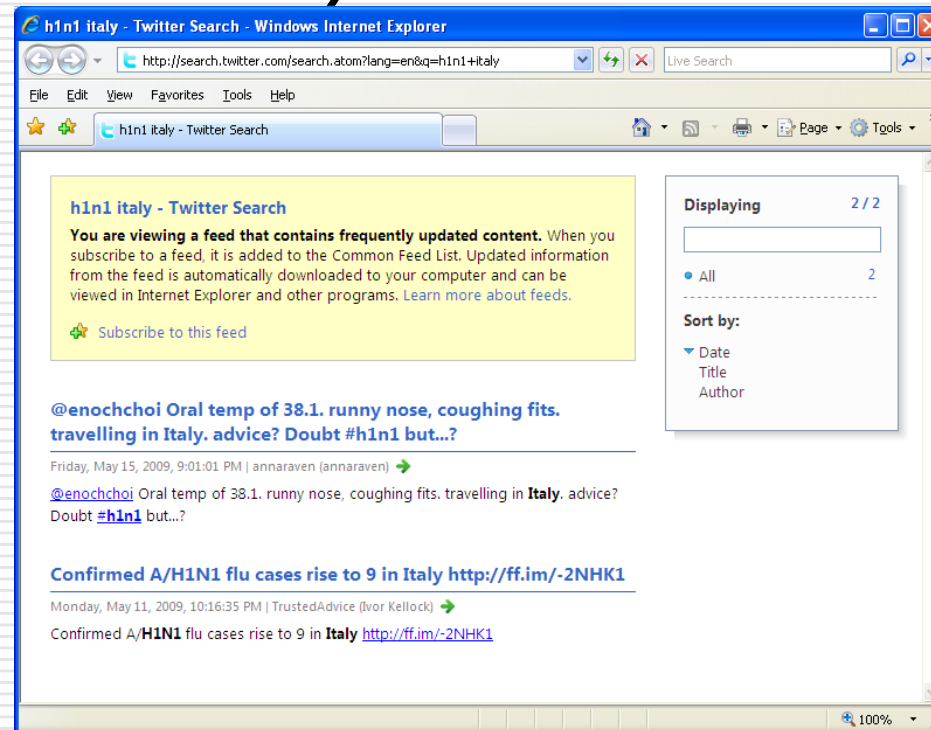 h1n1 italy - Twitter Search - Windows Internet Explorer
http://search.twitter.com/search.atom?lang=en&q=h1n1+italy
Live Search
File Edit View Favorites Tools Help
h1n1 italy - Twitter Search
Page Tools
h1n1 italy - Twitter Search
You are viewing a feed that contains frequently updated content. When you
subscribe to a feed, it is added to the Common Feed List. Updated information
from the feed is automatically downloaded to your computer and can be
viewed in Internet Explorer and other programs. Learn more about feeds.
Subscribe to this feed
Displaying 2 / 2
All 2
Sort by:
Date
Title
Author
@enochchoi Oral temp of 38.1. runny nose, coughing fits.
travelling in Italy. advice? Doubt #h1n1 but...?
Friday, May 15, 2009, 9:01:01 PM | annaraven (annaraven)
@enochchoi Oral temp of 38.1. runny nose, coughing fits. travelling in Italy. advice?
Doubt #h1n1 but...?
Confirmed A/H1N1 flu cases rise to 9 in Italy http://ff.im/-2NHK1
Monday, May 11, 2009, 10:16:35 PM | TrustedAdvice (Ivor Kellock)
Confirmed A/H1N1 flu cases rise to 9 in Italy http://ff.im/-2NHK1
100%